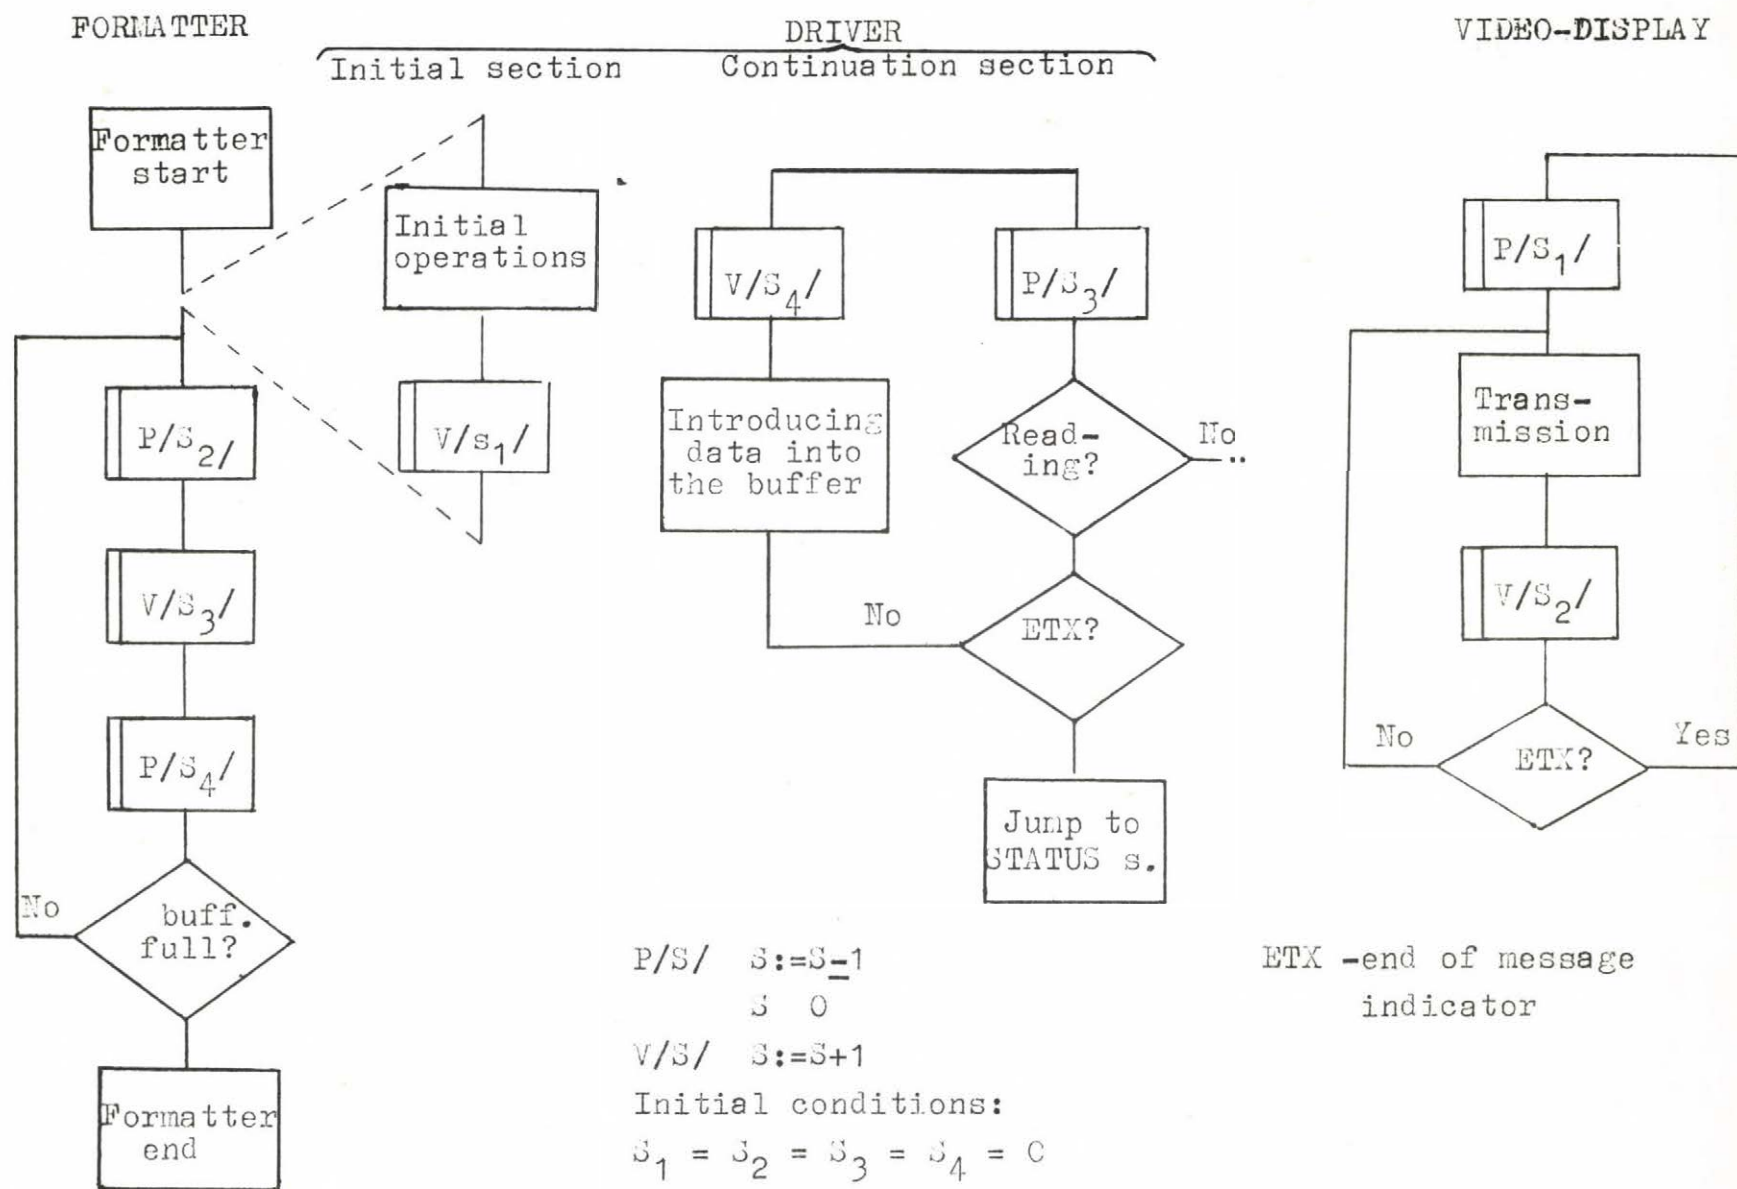 FORMATTER
DRIVER
VIDEO-DISPLAY
Initial section
Continuation section
Formatter
start
P/S2/
V/S3/
P/S4/
No
buff.
full?
Formatter
end
Initial
operations
V/s1/
V/S4/
Introducing
data into
the buffer
P/S3/
Read-
ing?
No
No
ETX?
Jump to
STATUS s.
P/S1/
Trans-
mission
V/S2/
No
ETX?
Yes
P/S/ S:=S-1
S 0
V/S/ S:=S+1
Initial conditions:
S1 = S2 = S3 = S4 = 0
ETX -end of message
indicator